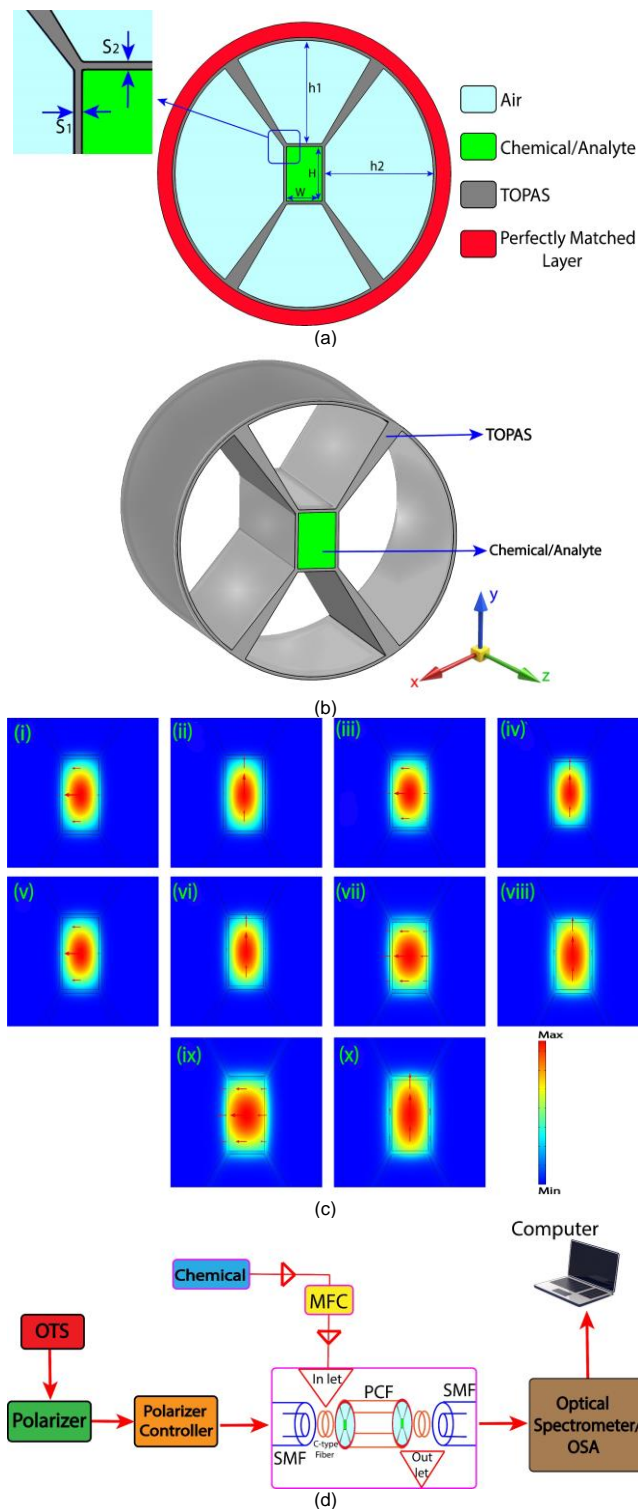 S2
S1
h1
h2
H
W
Air
Chemical/Analyte
TOPAS
Perfectly Matched
Layer
(a)
TOPAS
Chemical/Analyte
y
x
z
(b)
(i)
(ii)
(iii)
(iv)
(v)
(vi)
(vii)
(viii)
(ix)
(x)
Max
Min
(c)
Computer
Chemical
MFC
OTS
In let
PCF
SMF
Polarizer
Polarizer
Controller
C-type
Fiber
SMF
Out
let
Optical
Spectrometer/
OSA
(d)